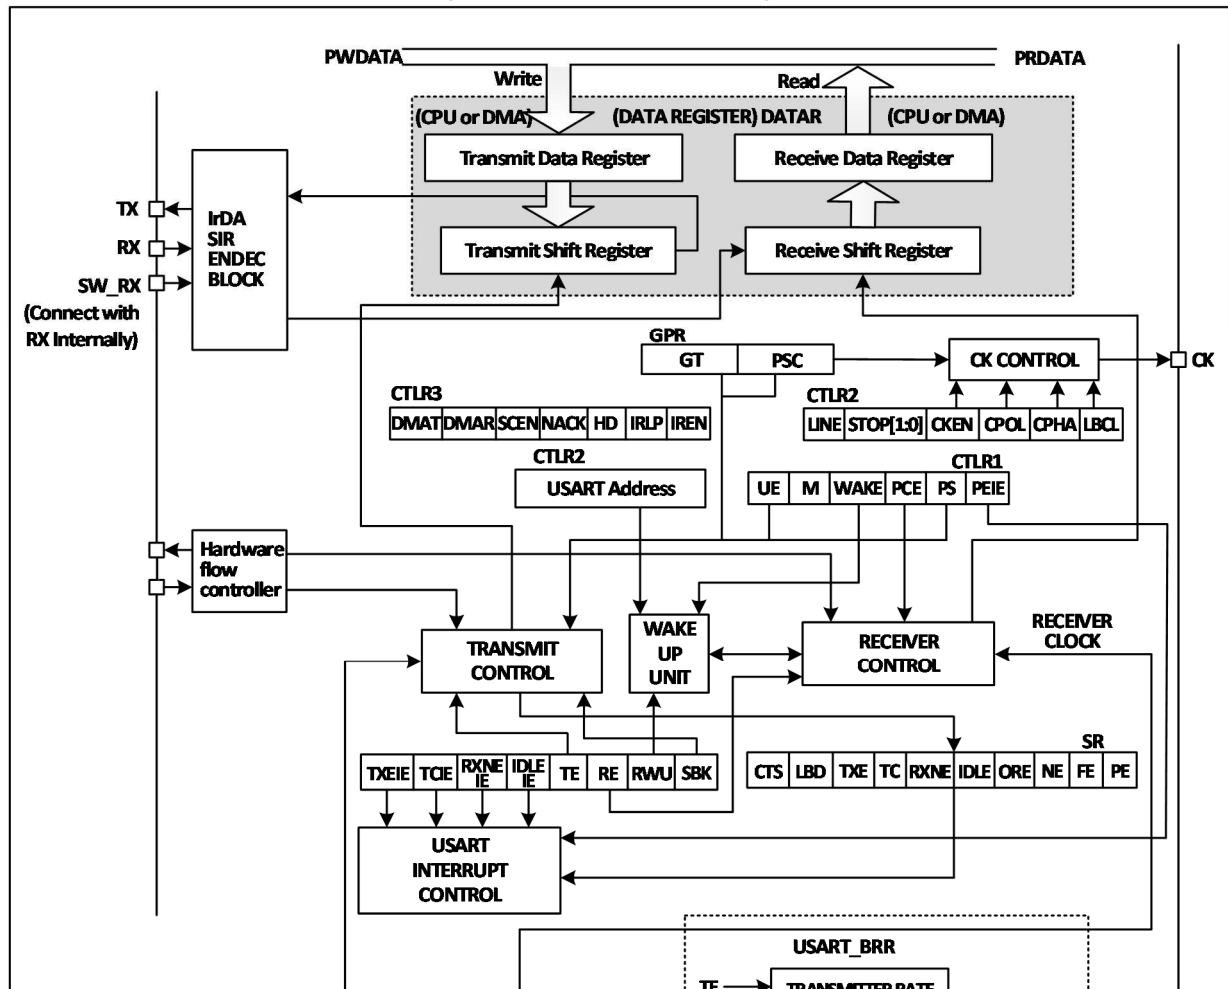 PWDATA
PRDATA
Write
Read
(CPU or DMA)
(DATA REGISTER) DATAR
(CPU or DMA)
Transmit Data Register
Receive Data Register
TX
RX
SW_RX
(Connect with
RX Internally)
IrDA
SIR
ENDEC
BLOCK
Transmit Shift Register
Receive Shift Register
GPR
GT
PSC
CK CONTROL
CK
CTLR3
DMAT
DMAR
SCEN
NACK
HD
IRLP
IREN
CTLR2
LINE
STOP[1:0]
CKEN
CPOL
CPHA
LBCL
CTLR2
USART Address
CTLR1
UE
M
WAKE
PCE
PS
PEIE
Hardware
flow
controller
TRANSMIT
CONTROL
WAKE
UP
UNIT
RECEIVER
CONTROL
RECEIVER
CLOCK
TXEIE
TCIE
RXNE
IE
IDLE
IE
TE
RE
RWU
SBK
SR
CTS
LBD
TXE
TC
RXNE
IDLE
ORE
NE
FE
PE
USART
INTERRUPT
CONTROL
USART_BRR
TE
TRANSMITTER RATE